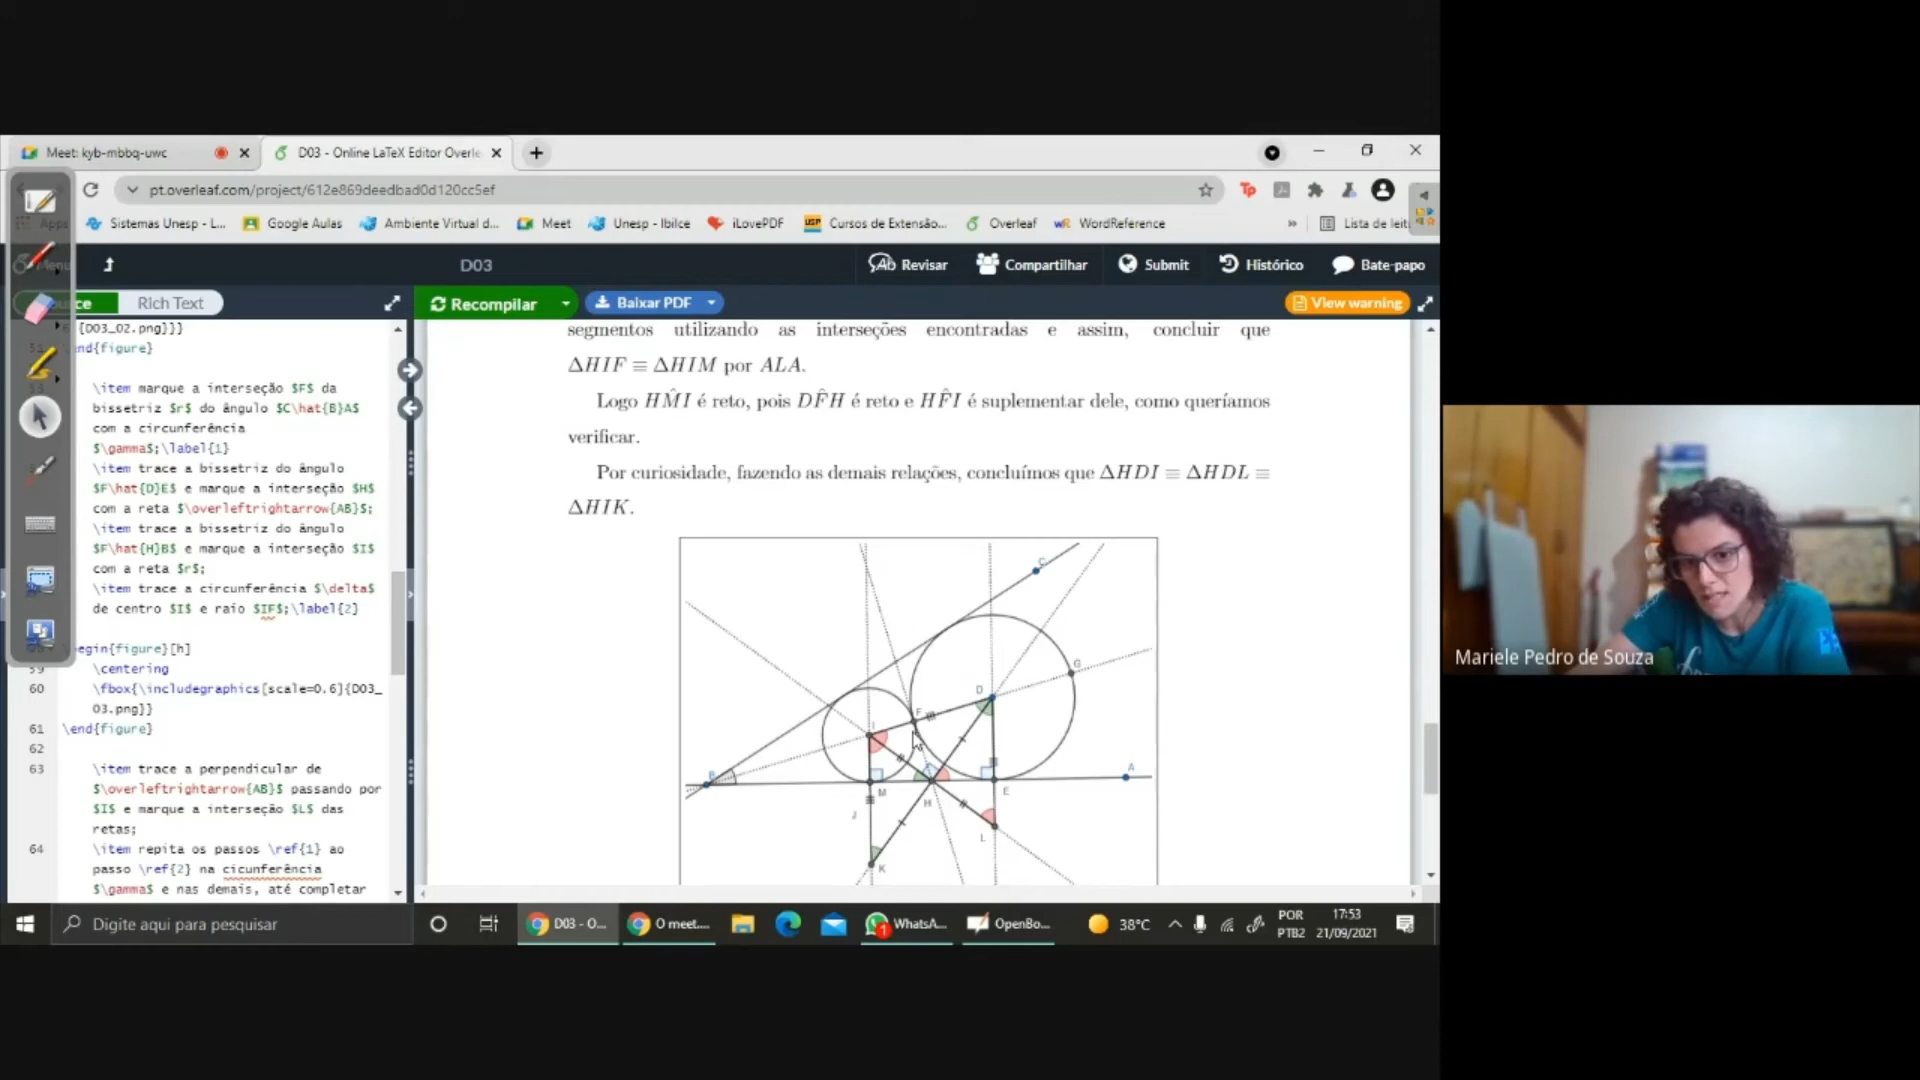 Meet: kyb-mbbq-uwc
D03 - Online LaTeX Editor Overle
pt.overleaf.com/project/612e869deedbad0d120cc5ef
Apps
Sistemas Unesp - L...
Google Aulas
Ambiente Virtual d...
Meet
Unesp - Ibilce
iLovePDF
Cursos de Extensão...
Overleaf
WordReference
»
Lista de leit
Menu
D03
Revisar
Compartilhar
Submit
Histórico
Bate-papo
Rich Text
Recompilar
Baixar PDF
View warning
{D03_02.png}}}
\end{figure}
\item marque a interseção $F$ da
bissetriz $r$ do ângulo $C\hat{B}A$
com a circunferência
$\gamma$;\label{1}
\item trace a bissetriz do ângulo
$F\hat{D}E$ e marque a interseção $H$
com a reta $\overleftrightarrow{AB}$;
\item trace a bissetriz do ângulo
$F\hat{H}B$ e marque a interseção $I$
com a reta $r$;
\item trace a circunferência $\delta$
de centro $I$ e raio $IF$;\label{2}
begin{figure}[h]
59 \centering
60 \fbox{\includegraphics[scale=0.6]{D03_
03.png}}
61 \end{figure}
62
63 \item trace a perpendicular de
$\overleftrightarrow{AB}$ passando por
$I$ e marque a interseção $L$ das
retas;
64 \item repita os passos \ref{1} ao
passo \ref{2} na cicunferência
$\gamma$ e nas demais, até completar
segmentos utilizando as interseções encontradas e assim, concluir que
ΔHIF ≡ ΔHIM por ALA.
Logo HM̂I é reto, pois DF̂H é reto e HF̂I é suplementar dele, como queríamos
verificar.
Por curiosidade, fazendo as demais relações, concluímos que ΔHDI ≡ ΔHDL ≡
ΔHIK.
C
G
D
F
I
B
A
M
E
H
J
L
K
Mariele Pedro de Souza
Digite aqui para pesquisar
D03 - O...
O meet....
WhatsA...
1
OpenBo...
38°C
POR
PTB2
17:53
21/09/2021